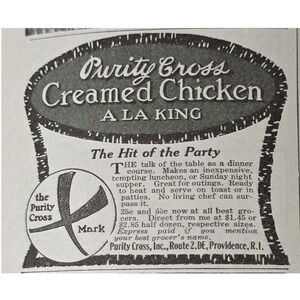 Purity Cross
Creamed Chicken
A LA KING
The Hit of the Party
THE talk of the table as a dinner
course. Makes an inexpensive,
tempting luncheon, or Sunday night
supper. Great for outings. Ready
to heat and serve on toast or in
patties. No living chef can sur-
pass it.
25c and 50c now at all best gro-
cers. Direct from me at $1.45 or
$2.85 half dozen, respective sizes.
Express paid if you mention
your best grocer's name.
Purity Cross, Inc., Route 2, DE, Providence, R.I.
the
Purity
Cross
Mark